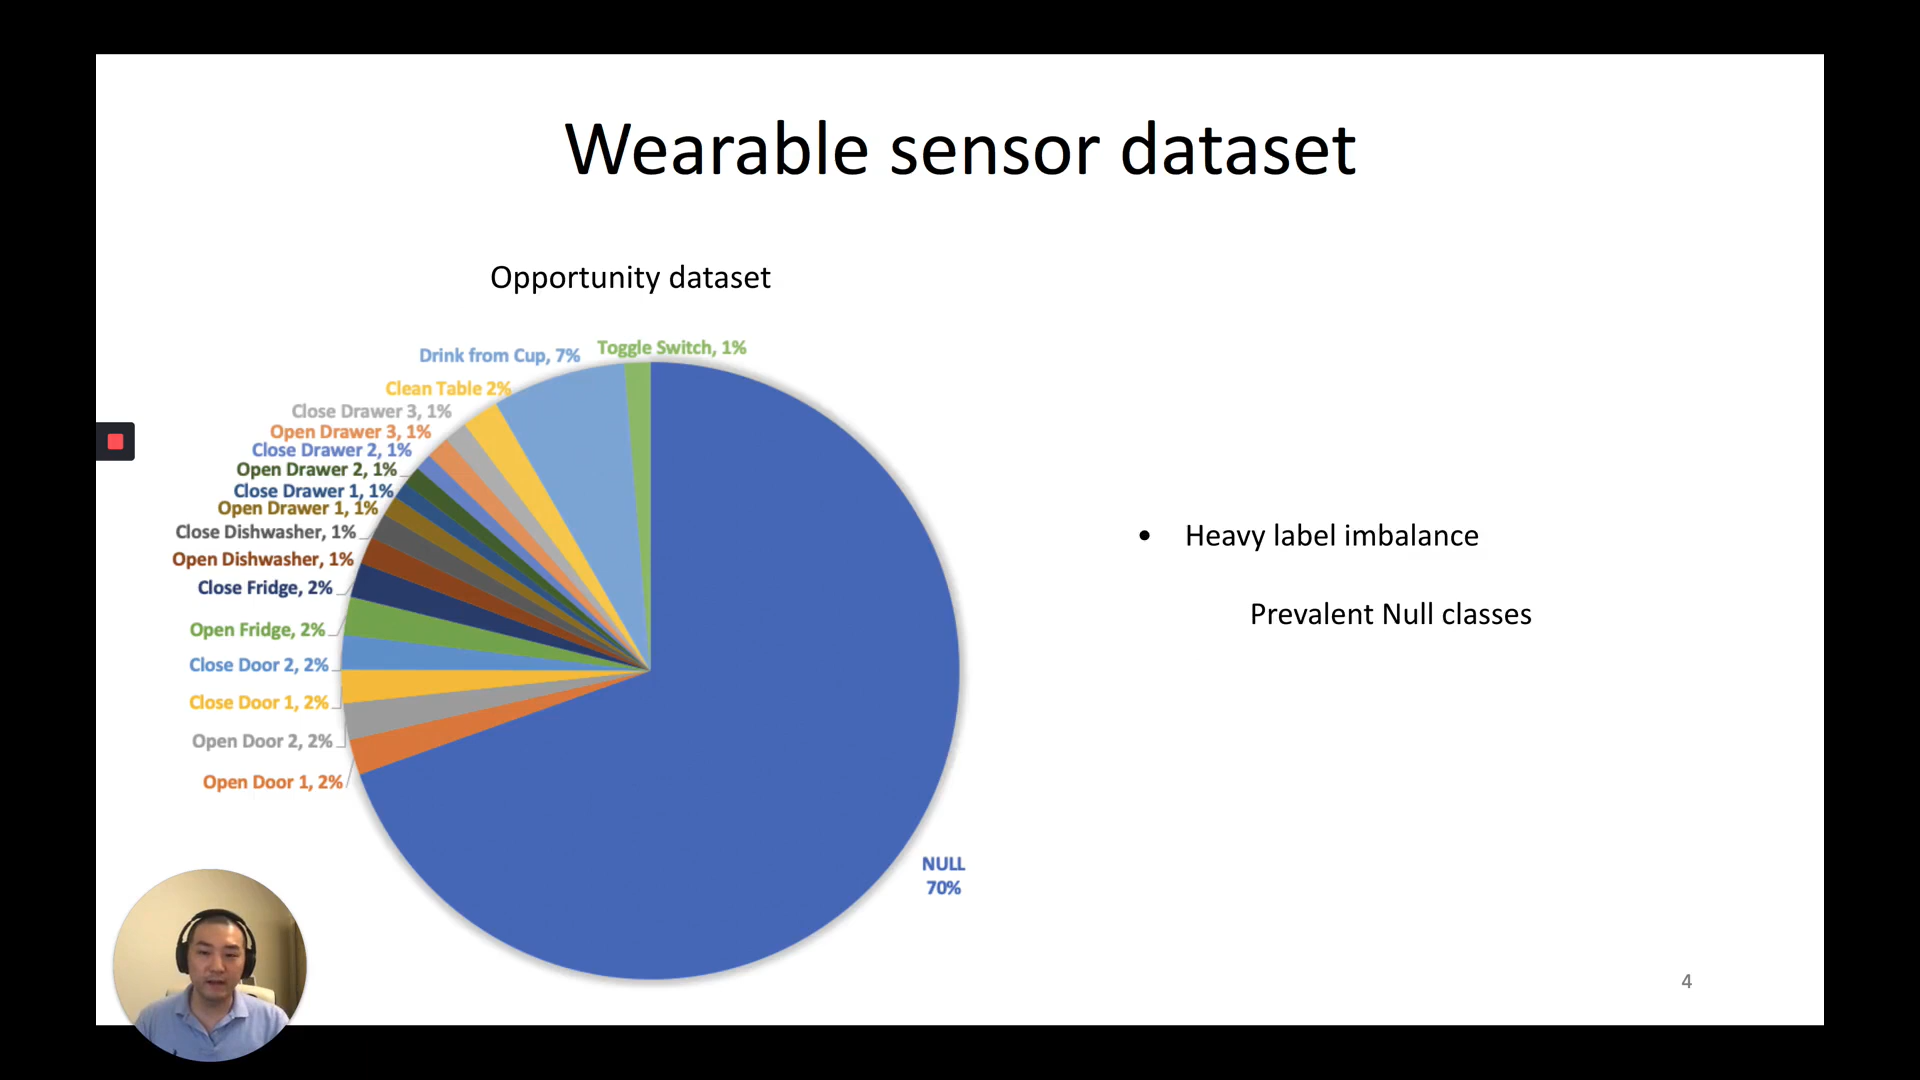 Wearable sensor dataset
Opportunity dataset
Toggle Switch, 1%
Drink from Cup, 7%
Clean Table 2%
Close Drawer 3, 1%
Open Drawer 3, 1%
Close Drawer 2, 1%
Open Drawer 2, 1%
Close Drawer 1, 1%
Open Drawer 1, 1%
Close Dishwasher, 1%
Open Dishwasher, 1%
Close Fridge, 2%
Open Fridge, 2%
Close Door 2, 2%
Close Door 1, 2%
Open Door 2, 2%
Open Door 1, 2%
NULL
70%
• Heavy label imbalance
Prevalent Null classes
4